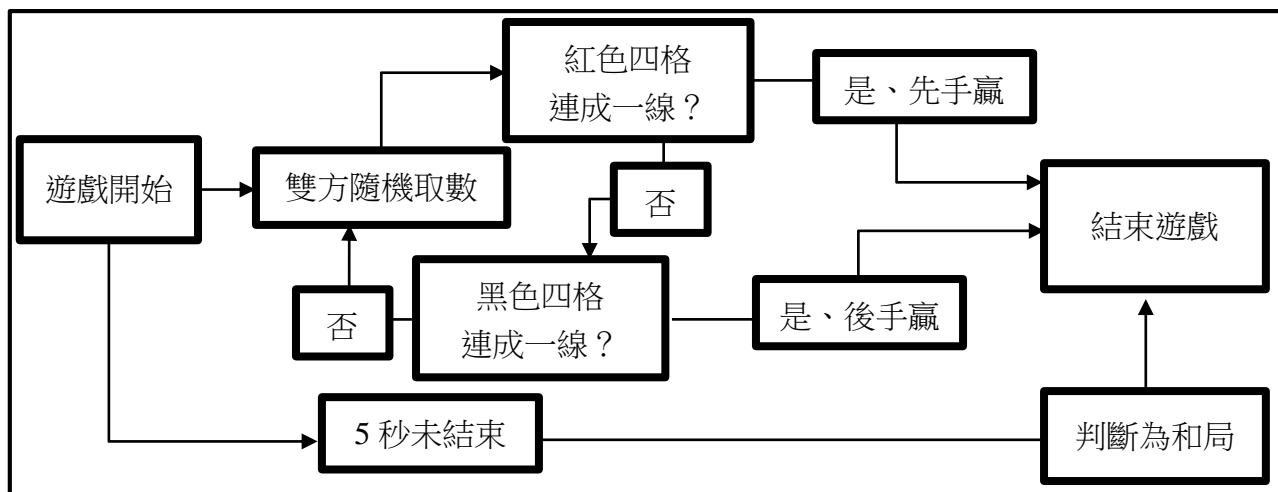 遊戲開始
雙方隨機取數
紅色四格
連成一線？
是、先手贏
否
黑色四格
連成一線？
否
是、後手贏
結束遊戲
5 秒未結束
判斷為和局